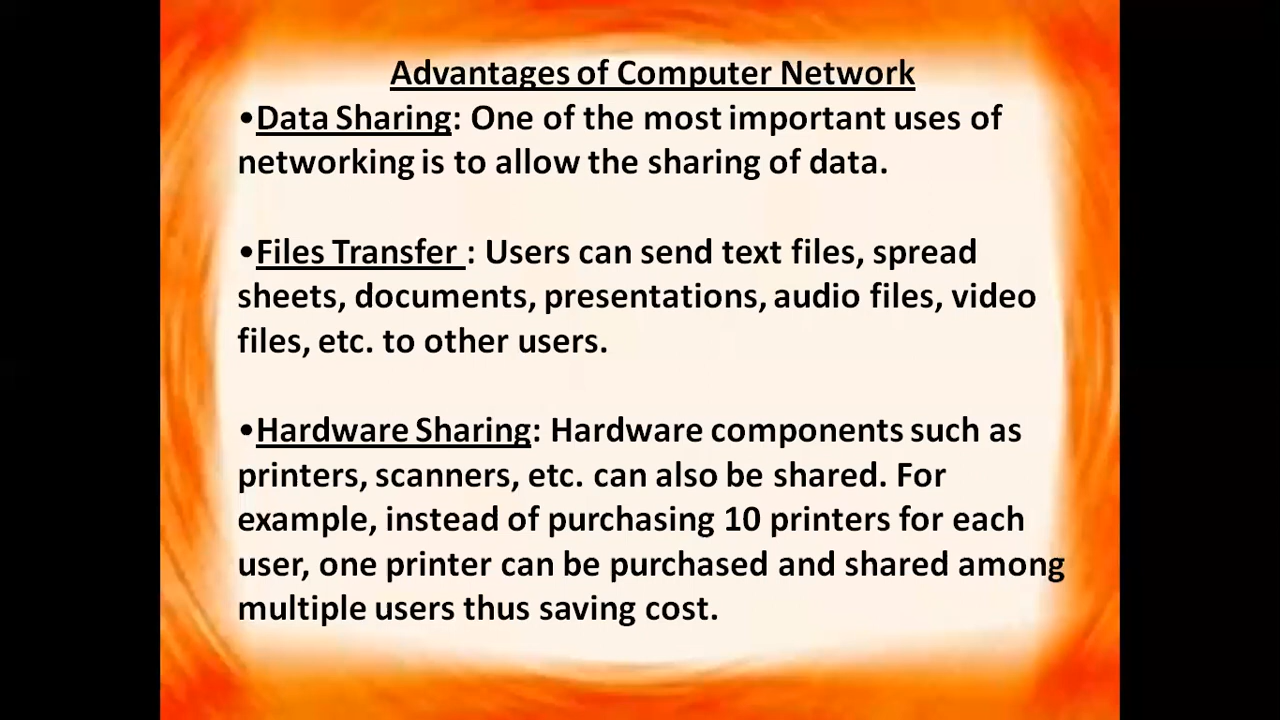 Advantages of Computer Network
•Data Sharing: One of the most important uses of
networking is to allow the sharing of data.
•Files Transfer : Users can send text files, spread
sheets, documents, presentations, audio files, video
files, etc. to other users.
•Hardware Sharing: Hardware components such as
printers, scanners, etc. can also be shared. For
example, instead of purchasing 10 printers for each
user, one printer can be purchased and shared among
multiple users thus saving cost.